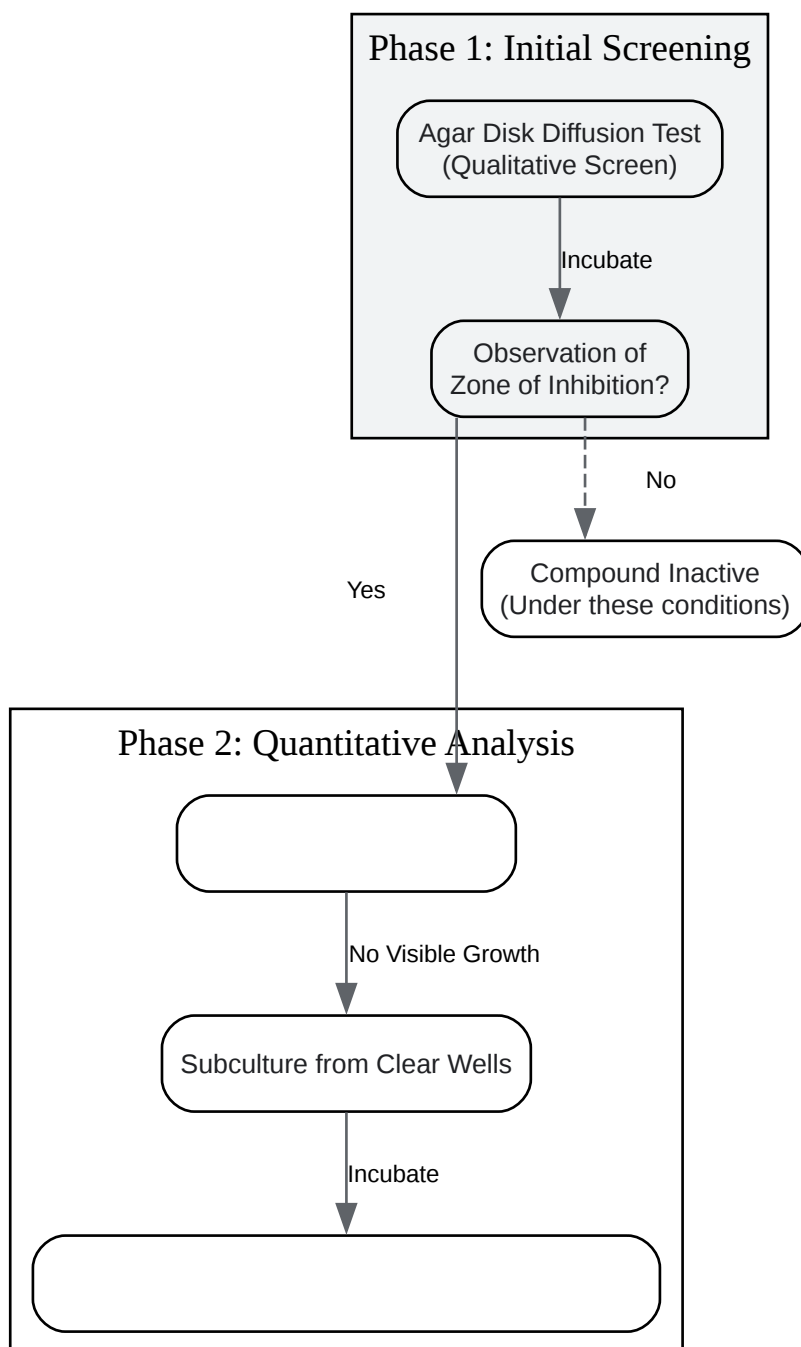 Phase 1: Initial Screening
Agar Disk Diffusion Test
(Qualitative Screen)
Incubate
Observation of
Zone of Inhibition?
No
Compound Inactive
(Under these conditions)
Yes
Phase 2: Quantitative Analysis
No Visible Growth
Subculture from Clear Wells
Incubate